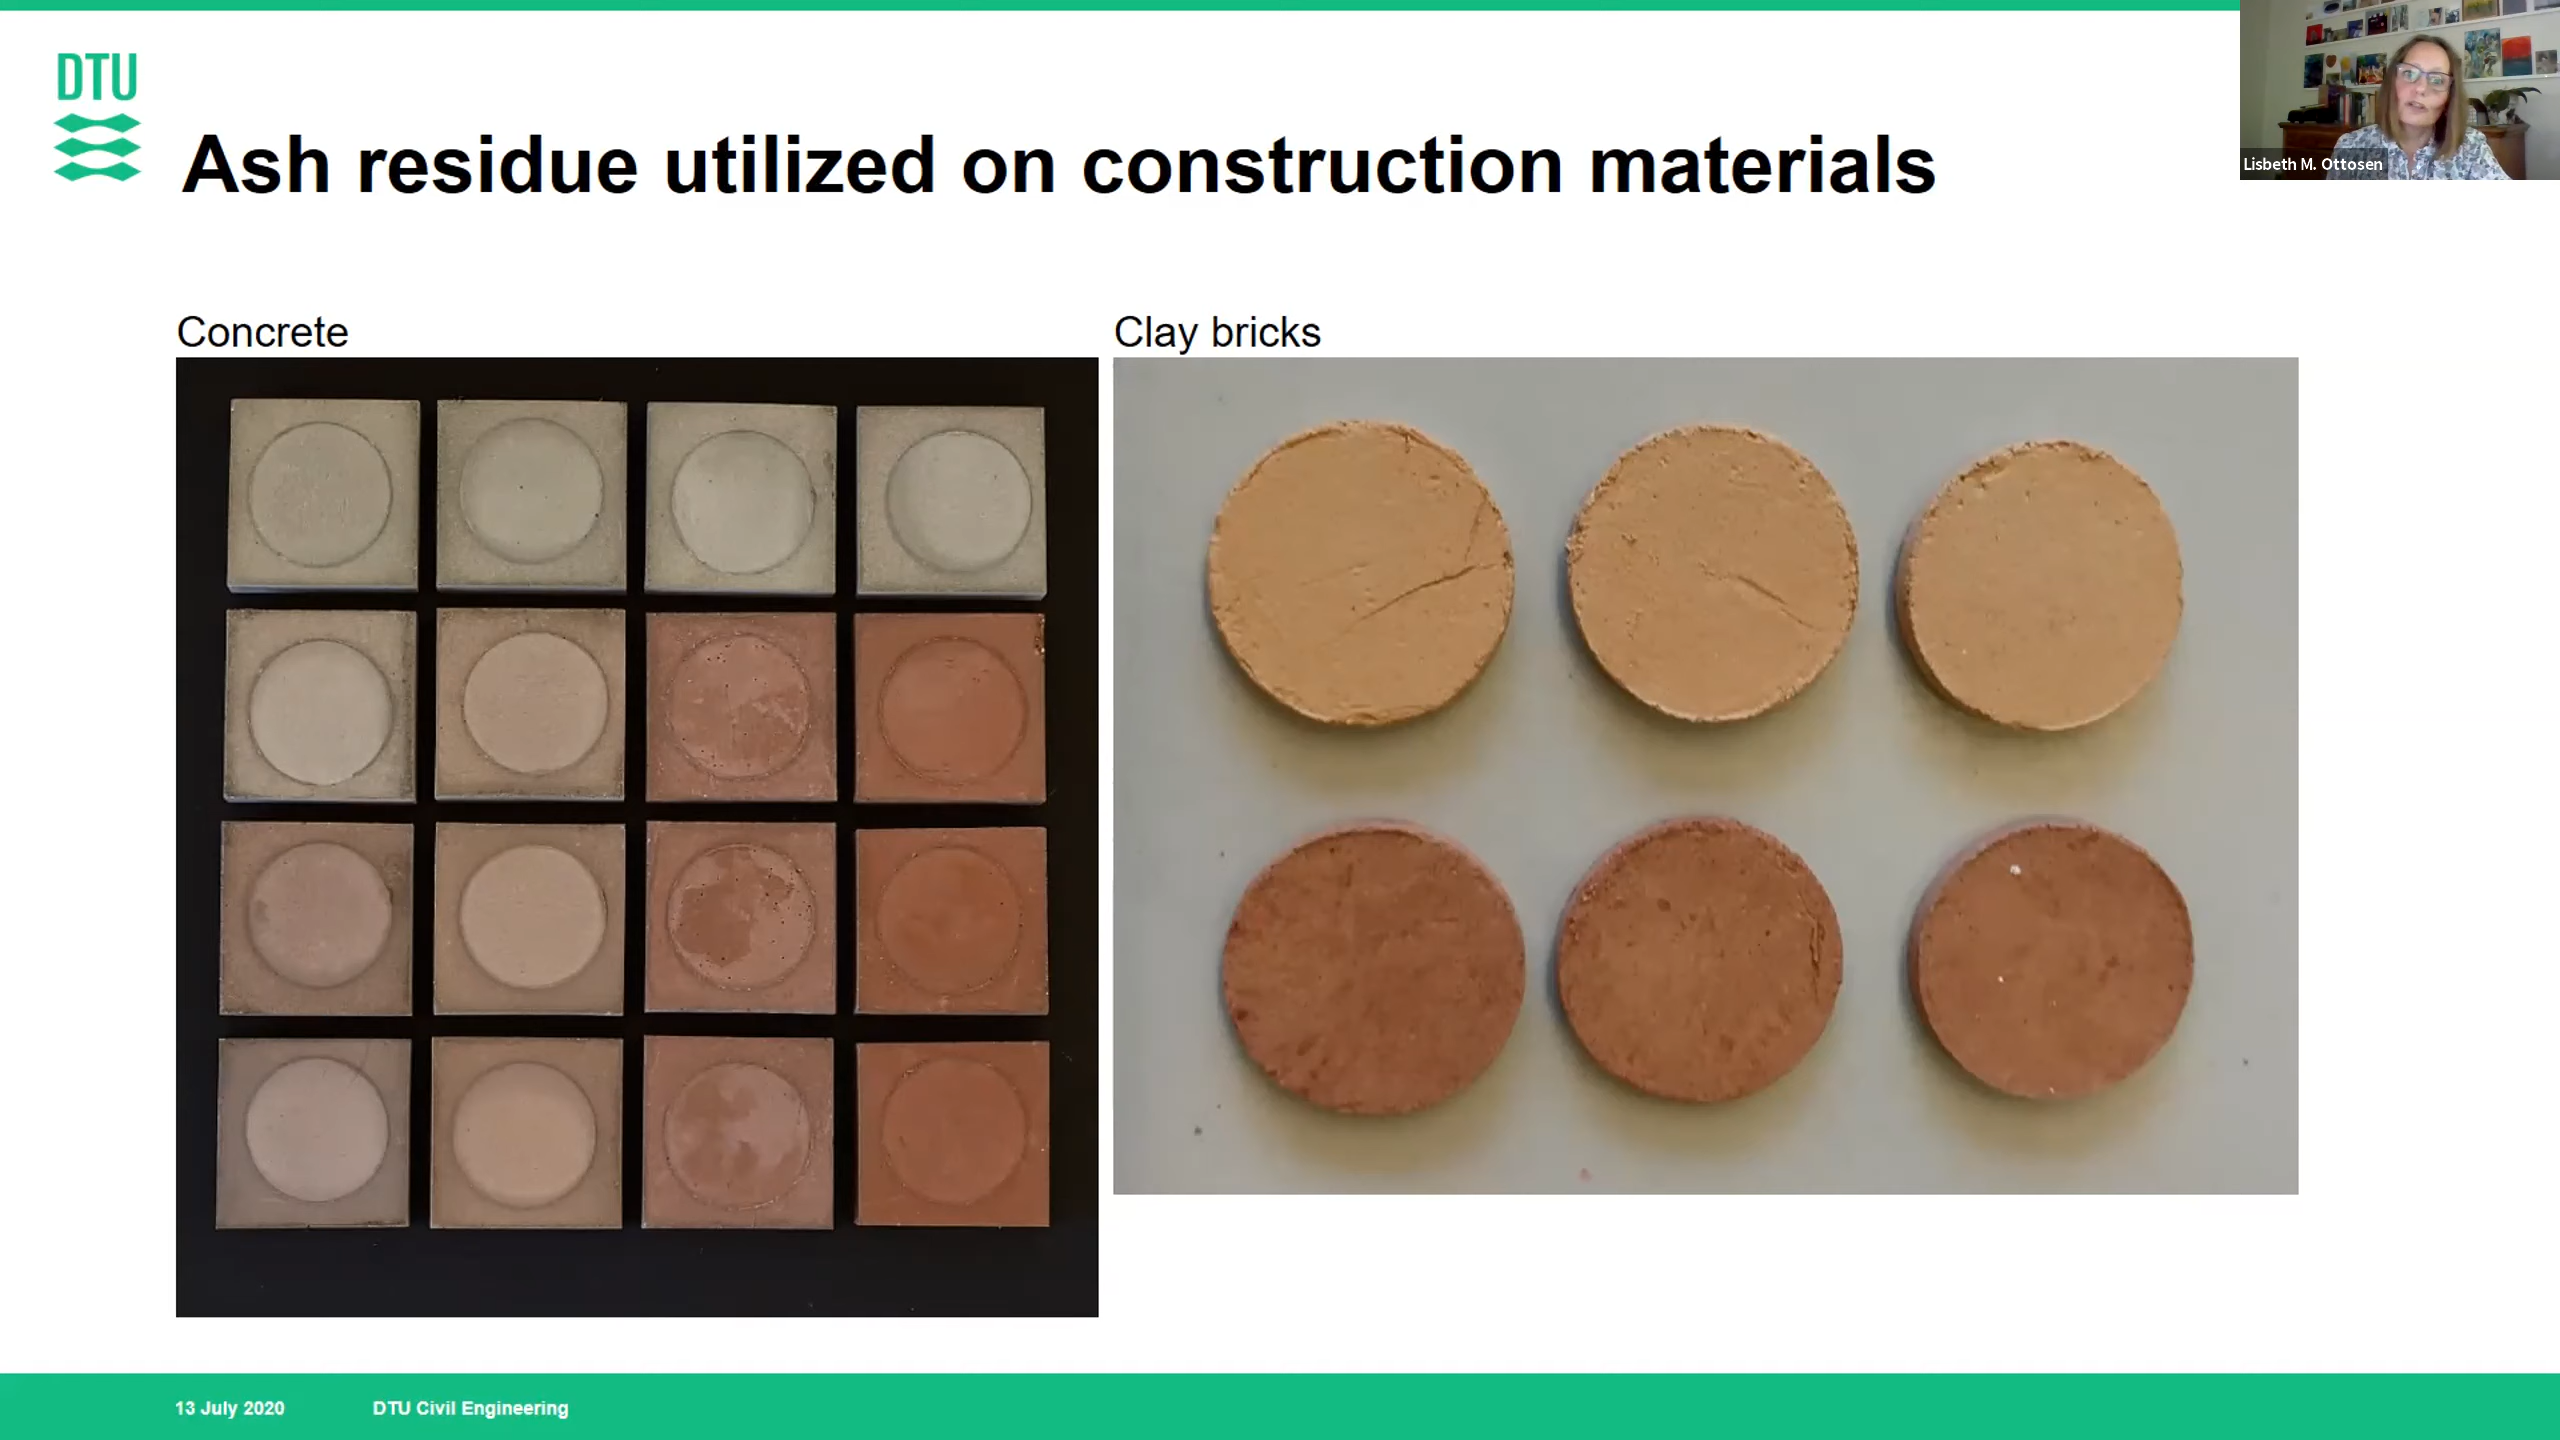 DTU
Ash residue utilized on construction materials
Lisbeth M. Ottosen
Concrete
Clay bricks
13 July 2020
DTU Civil Engineering